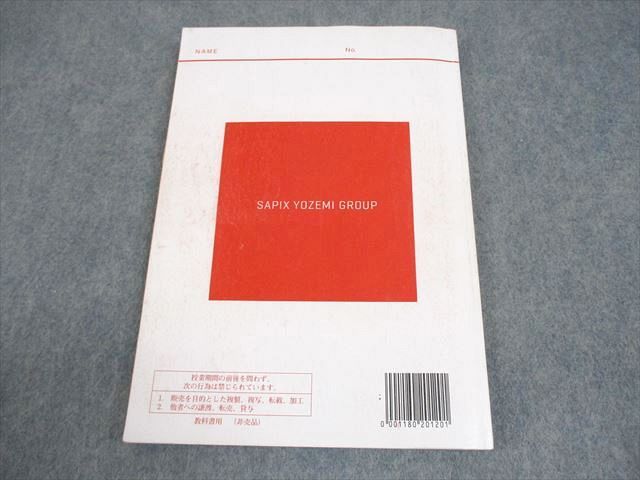 NAME No.
SAPIX YOZEMI GROUP
授業期間の前後を問わず、
次の行為は禁じられています。
1. 販売を目的とした複製、複写、転載、加工
2. 他者への譲渡、転売、貸与
教科書用 (非売品)
0001180201201